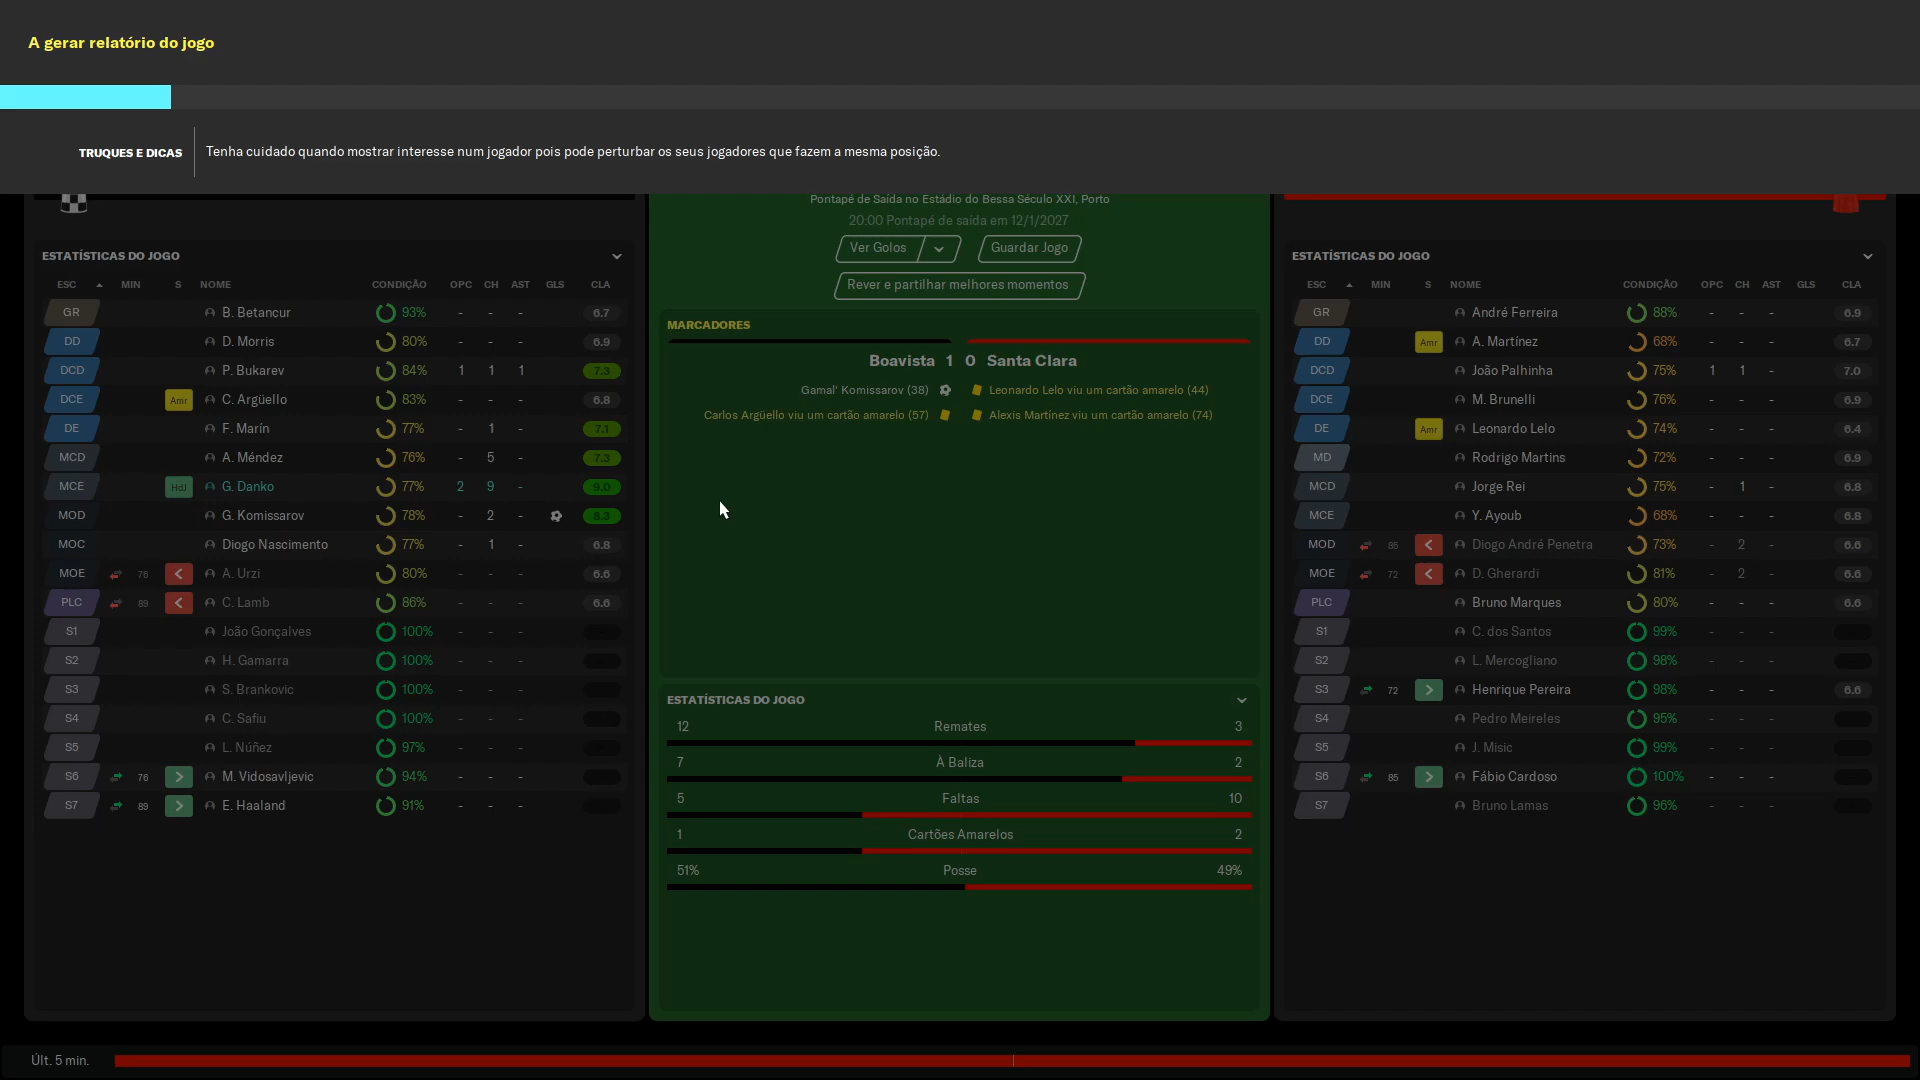 A gerar relatório do jogo
TRUQUES E DICAS
Tenha cuidado quando mostrar interesse num jogador pois pode perturbar os seus jogadores que fazem a mesma posição.
Pontapé de Saída no Estádio do Bessa Século XXI, Porto
20:00 Pontapé de saída em 12/1/2027
Ver Golos
Guardar Jogo
Rever e partilhar melhores momentos
ESTATÍSTICAS DO JOGO
ESC MIN S NOME CONDIÇÃO OPC CH AST GLS CLA
GR B. Betancur 93% - - - 6.7
DD D. Morris 80% - - - 6.9
DCD P. Bukarev 84% 1 1 1 7.3
DCE Amr C. Argüello 83% - - - 6.8
DE F. Marín 77% - 1 - 7.1
MCD A. Méndez 76% - 5 - 7.3
MCE HdJ G. Danko 77% 2 9 - 9.0
MOD G. Komissarov 78% - 2 - 8.3
MOC Diogo Nascimento 77% - 1 - 6.8
MOE 76 A. Urzi 80% - - - 6.6
PLC 89 C. Lamb 86% - - - 6.6
S1 João Gonçalves 100% - - -
S2 H. Gamarra 100% - - -
S3 S. Brankovic 100% - - -
S4 C. Safiu 100% - - -
S5 L. Núñez 97% - - -
S6 76 M. Vidosavljevic 94% - - -
S7 89 E. Haaland 91% - - -
MARCADORES
Boavista 1 0 Santa Clara
Gamal' Komissarov (38) Leonardo Lelo viu um cartão amarelo (44)
Carlos Argüello viu um cartão amarelo (57) Alexis Martínez viu um cartão amarelo (74)
ESTATÍSTICAS DO JOGO
12 Remates 3
7 À Baliza 2
5 Faltas 10
1 Cartões Amarelos 2
51% Posse 49%
ESTATÍSTICAS DO JOGO
ESC MIN S NOME CONDIÇÃO OPC CH AST GLS CLA
GR André Ferreira 88% - - - 6.9
DD Amr A. Martínez 68% - - - 6.7
DCD João Palhinha 75% 1 1 - 7.0
DCE M. Brunelli 76% - - - 6.9
DE Amr Leonardo Lelo 74% - - - 6.4
MD Rodrigo Martins 72% - - - 6.9
MCD Jorge Rei 75% - 1 - 6.8
MCE Y. Ayoub 68% - - - 6.8
MOD 85 Diogo André Penetra 73% - 2 - 6.6
MOE 72 D. Gherardi 81% - 2 - 6.6
PLC Bruno Marques 80% - - - 6.6
S1 C. dos Santos 99% - - -
S2 L. Mercogliano 98% - - -
S3 72 Henrique Pereira 98% - - - 6.6
S4 Pedro Meireles 95% - - -
S5 J. Misic 99% - - -
S6 85 Fábio Cardoso 100% - - -
S7 Bruno Lamas 96% - - -
Últ. 5 min.